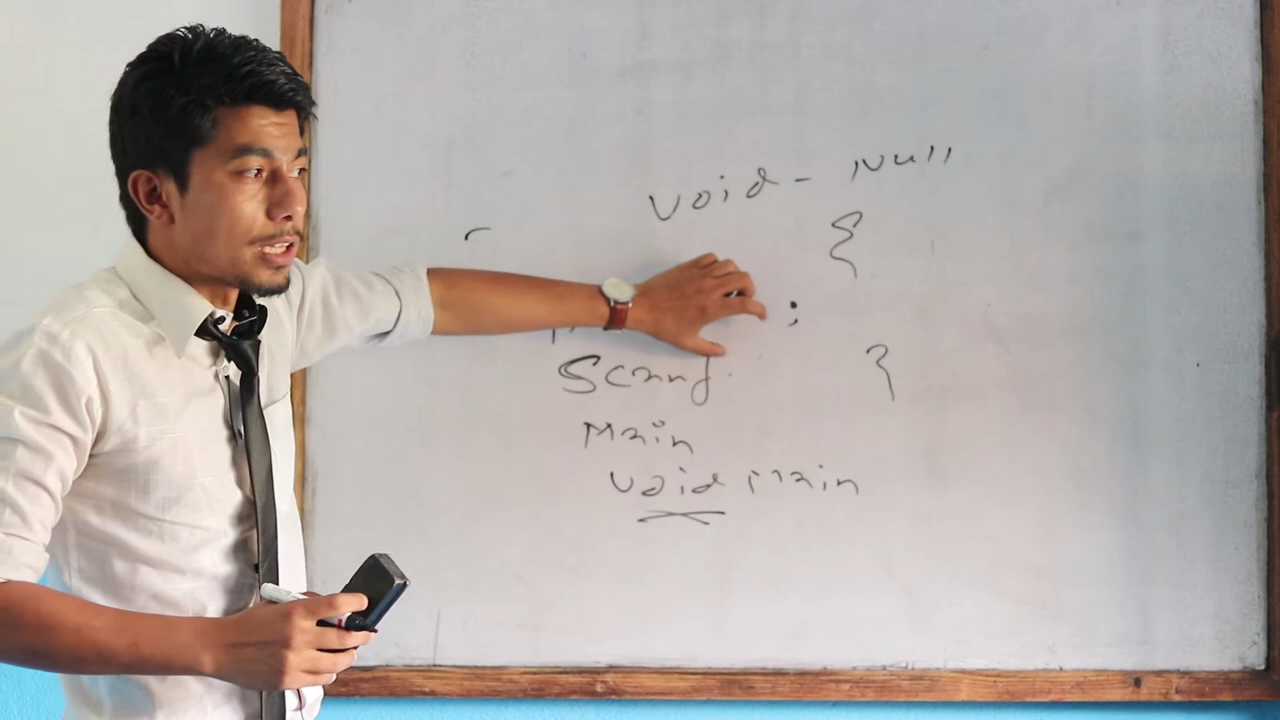 void - Null
{
;
Scanf
}
Main
void main